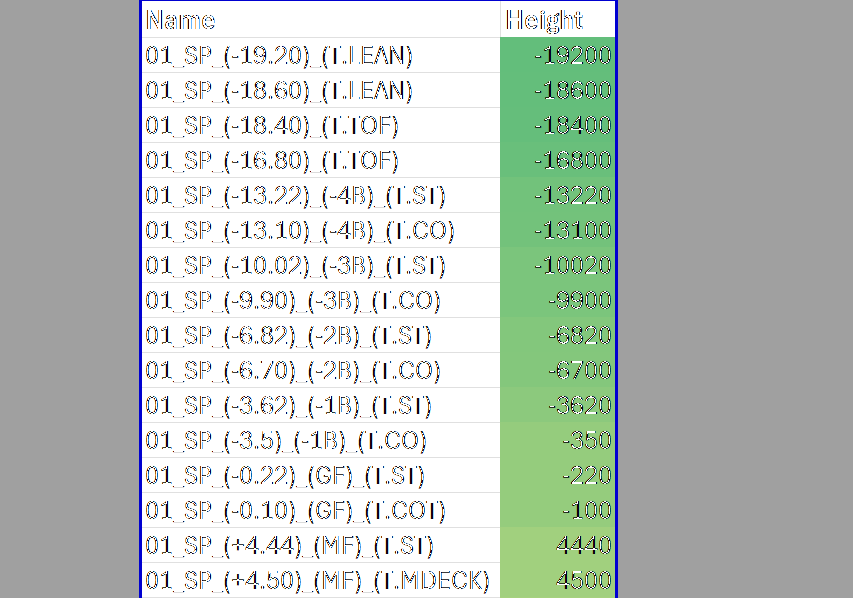 Name Height
01_SP_(-19.20)_(T.LEAN) -19200
01_SP_(-18.60)_(T.LEAN) -18600
01_SP_(-18.40)_(T.TOF) -18400
01_SP_(-16.80)_(T.TOF) -16800
01_SP_(-13.22)_(-4B)_(T.ST) -13220
01_SP_(-13.10)_(-4B)_(T.CO) -13100
01_SP_(-10.02)_(-3B)_(T.ST) -10020
01_SP_(-9.90)_(-3B)_(T.CO) -9900
01_SP_(-6.82)_(-2B)_(T.ST) -6820
01_SP_(-6.70)_(-2B)_(T.CO) -6700
01_SP_(-3.62)_(-1B)_(T.ST) -3620
01_SP_(-3.5)_(-1B)_(T.CO) -350
01_SP_(-0.22)_(GF)_(T.ST) -220
01_SP_(-0.10)_(GF)_(T.COT) -100
01_SP_(+4.44)_(MF)_(T.ST) 4440
01_SP_(+4.50)_(MF)_(T.MDECK) 4500